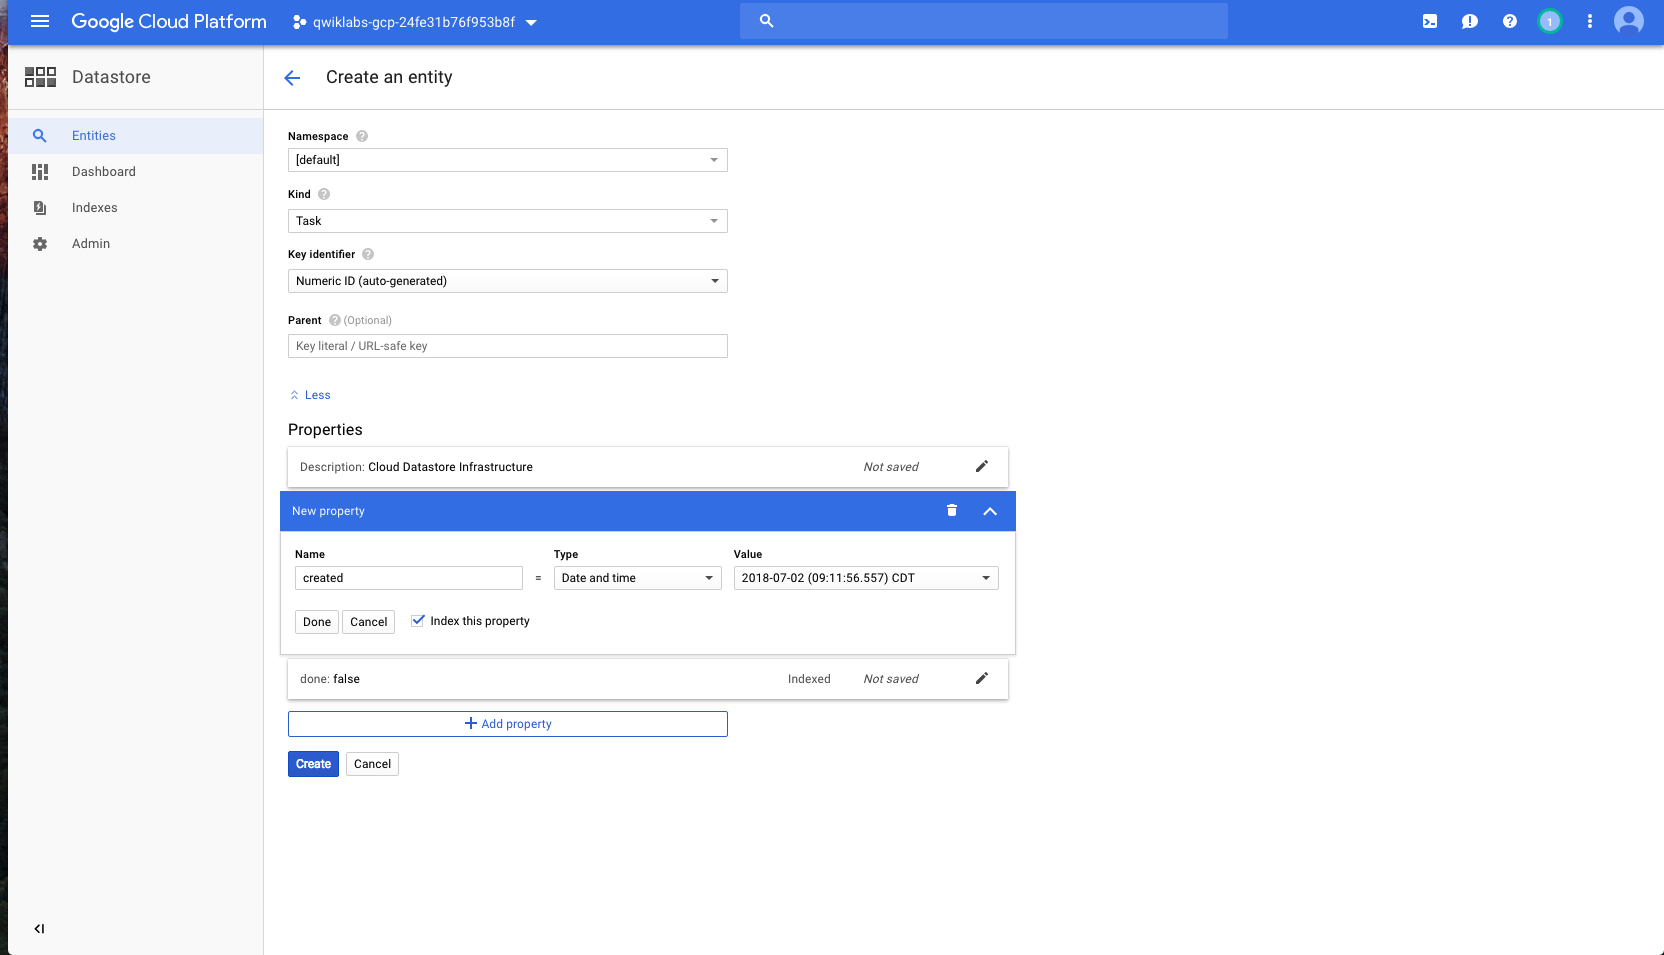 Google Cloud Platform
qwiklabs-gcp-24fe31b76f953b8f
1
Datastore
Create an entity
Entities
Dashboard
Indexes
Admin
Namespace
[default]
Kind
Task
Key identifier
Numeric ID (auto-generated)
Parent (Optional)
Key literal / URL-safe key
Less
Properties
Description: Cloud Datastore Infrastructure Not saved
New property
Name Type Value
created = Date and time 2018-07-02 (09:11:56.557) CDT
Done Cancel Index this property
done: false Indexed Not saved
Add property
Create Cancel